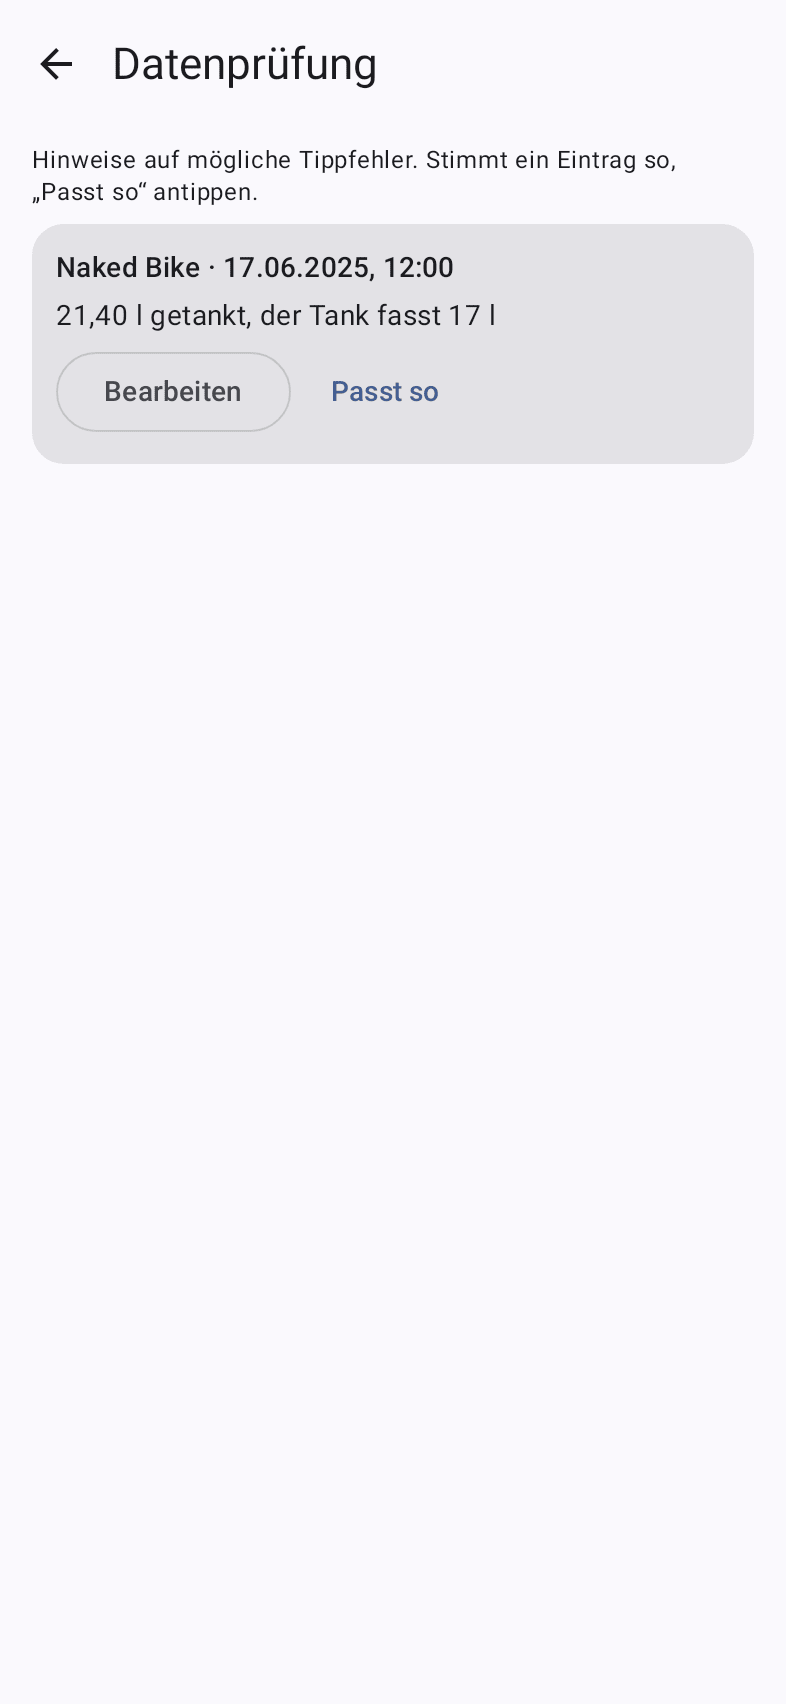 Datenprüfung
Hinweise auf mögliche Tippfehler. Stimmt ein Eintrag so,
„Passt so“ antippen.
Naked Bike · 17.06.2025, 12:00
21,40 l getankt, der Tank fasst 17 l
Bearbeiten
Passt so